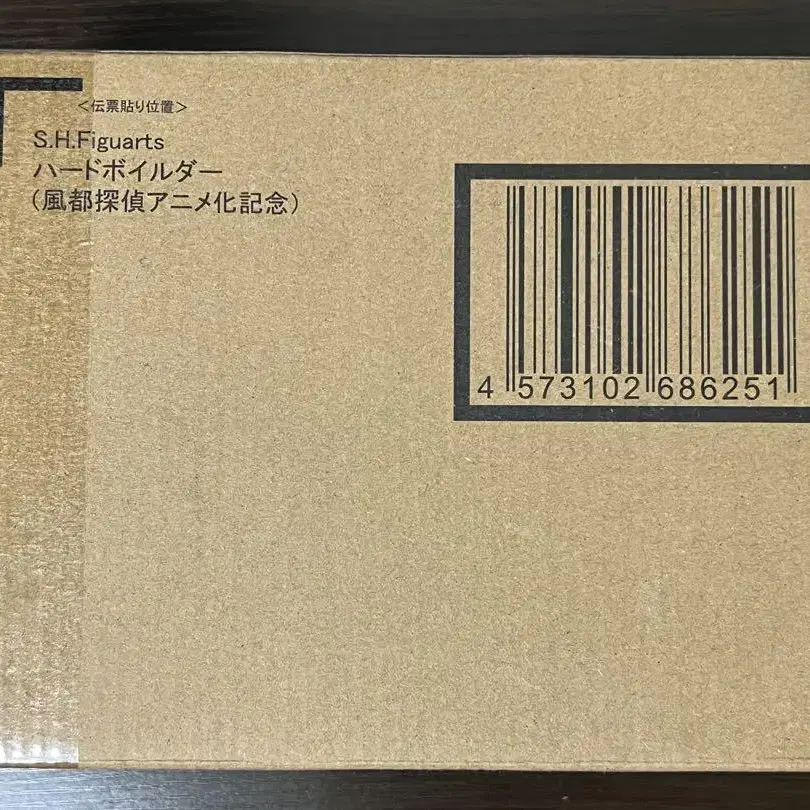 ＜伝票貼り位置＞
S.H.Figuarts
ハードボイルダー
(風都探偵アニメ化記念)
4 573102 686251